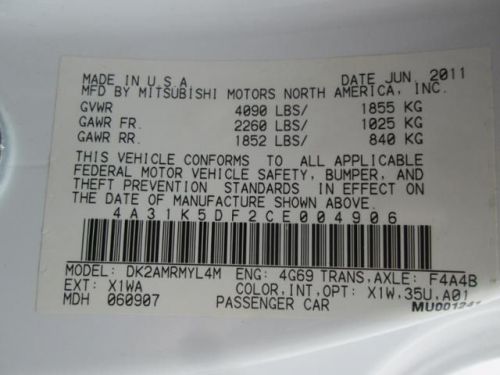 MADE IN U.S.A. DATE JUN. 2011
MFD BY MITSUBISHI MOTORS NORTH AMERICA, INC.
GVWR 4090 LBS/ 1855 KG
GAWR FR. 2260 LBS/ 1025 KG
GAWR RR. 1852 LBS/ 840 KG
THIS VEHICLE CONFORMS TO ALL APPLICABLE
FEDERAL MOTOR VEHICLE SAFETY, BUMPER, AND
THEFT PREVENTION STANDARDS IN EFFECT ON
THE DATE OF MANUFACTURE SHOWN ABOVE.
4A31K5DF2CE004906
MODEL: DK2AMRMYL4M ENG: 4G69 TRANS,AXLE: F4A4B
EXT: X1WA COLOR,INT,OPT: X1W,35U,A01
MDH 060907 PASSENGER CAR